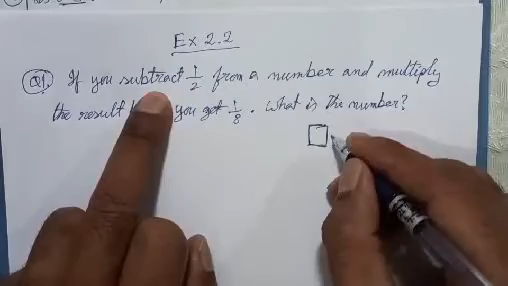 Ex 2.2
Q1. If you subtract 1/2 from a number and multiply
the result you get 1/8. What is the number?